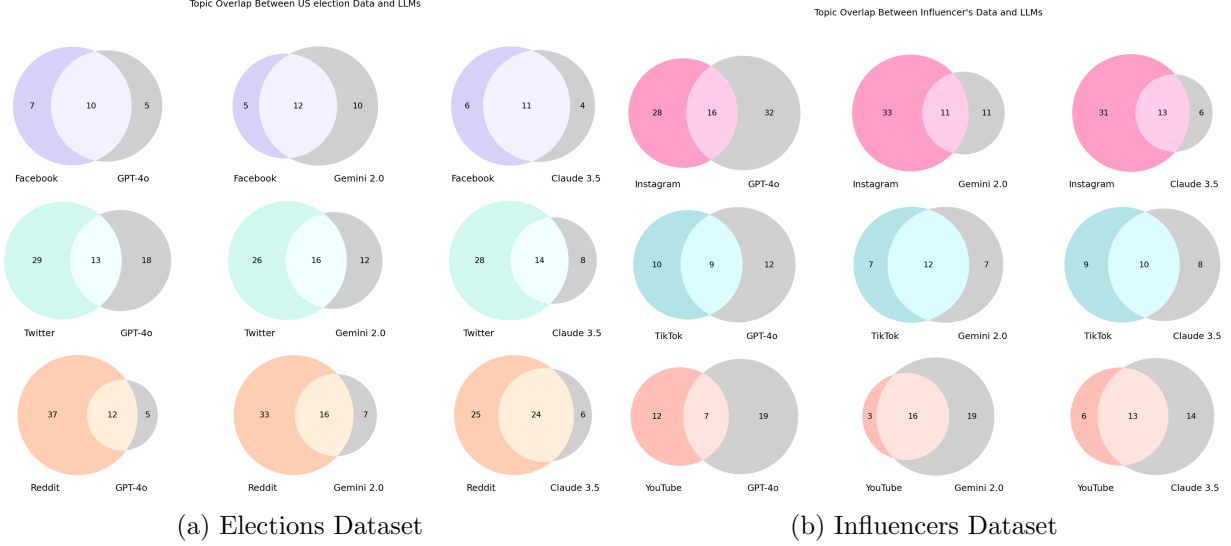 Topic Overlap Between US election Data and LLMs
7 10 5
5 12 10
6 11 4
Facebook GPT-4o
Facebook Gemini 2.0
Facebook Claude 3.5
29 13 18
26 16 12
28 14 8
Twitter GPT-4o
Twitter Gemini 2.0
Twitter Claude 3.5
37 12 5
33 16 7
25 24 6
Reddit GPT-4o
Reddit Gemini 2.0
Reddit Claude 3.5
(a) Elections Dataset
Topic Overlap Between Influencer's Data and LLMs
28 16 32
33 11 11
31 13 6
Instagram GPT-4o
Instagram Gemini 2.0
Instagram Claude 3.5
10 9 12
7 12 7
9 10 8
TikTok GPT-4o
TikTok Gemini 2.0
TikTok Claude 3.5
12 7 19
3 16 19
6 13 14
YouTube GPT-4o
YouTube Gemini 2.0
YouTube Claude 3.5
(b) Influencers Dataset